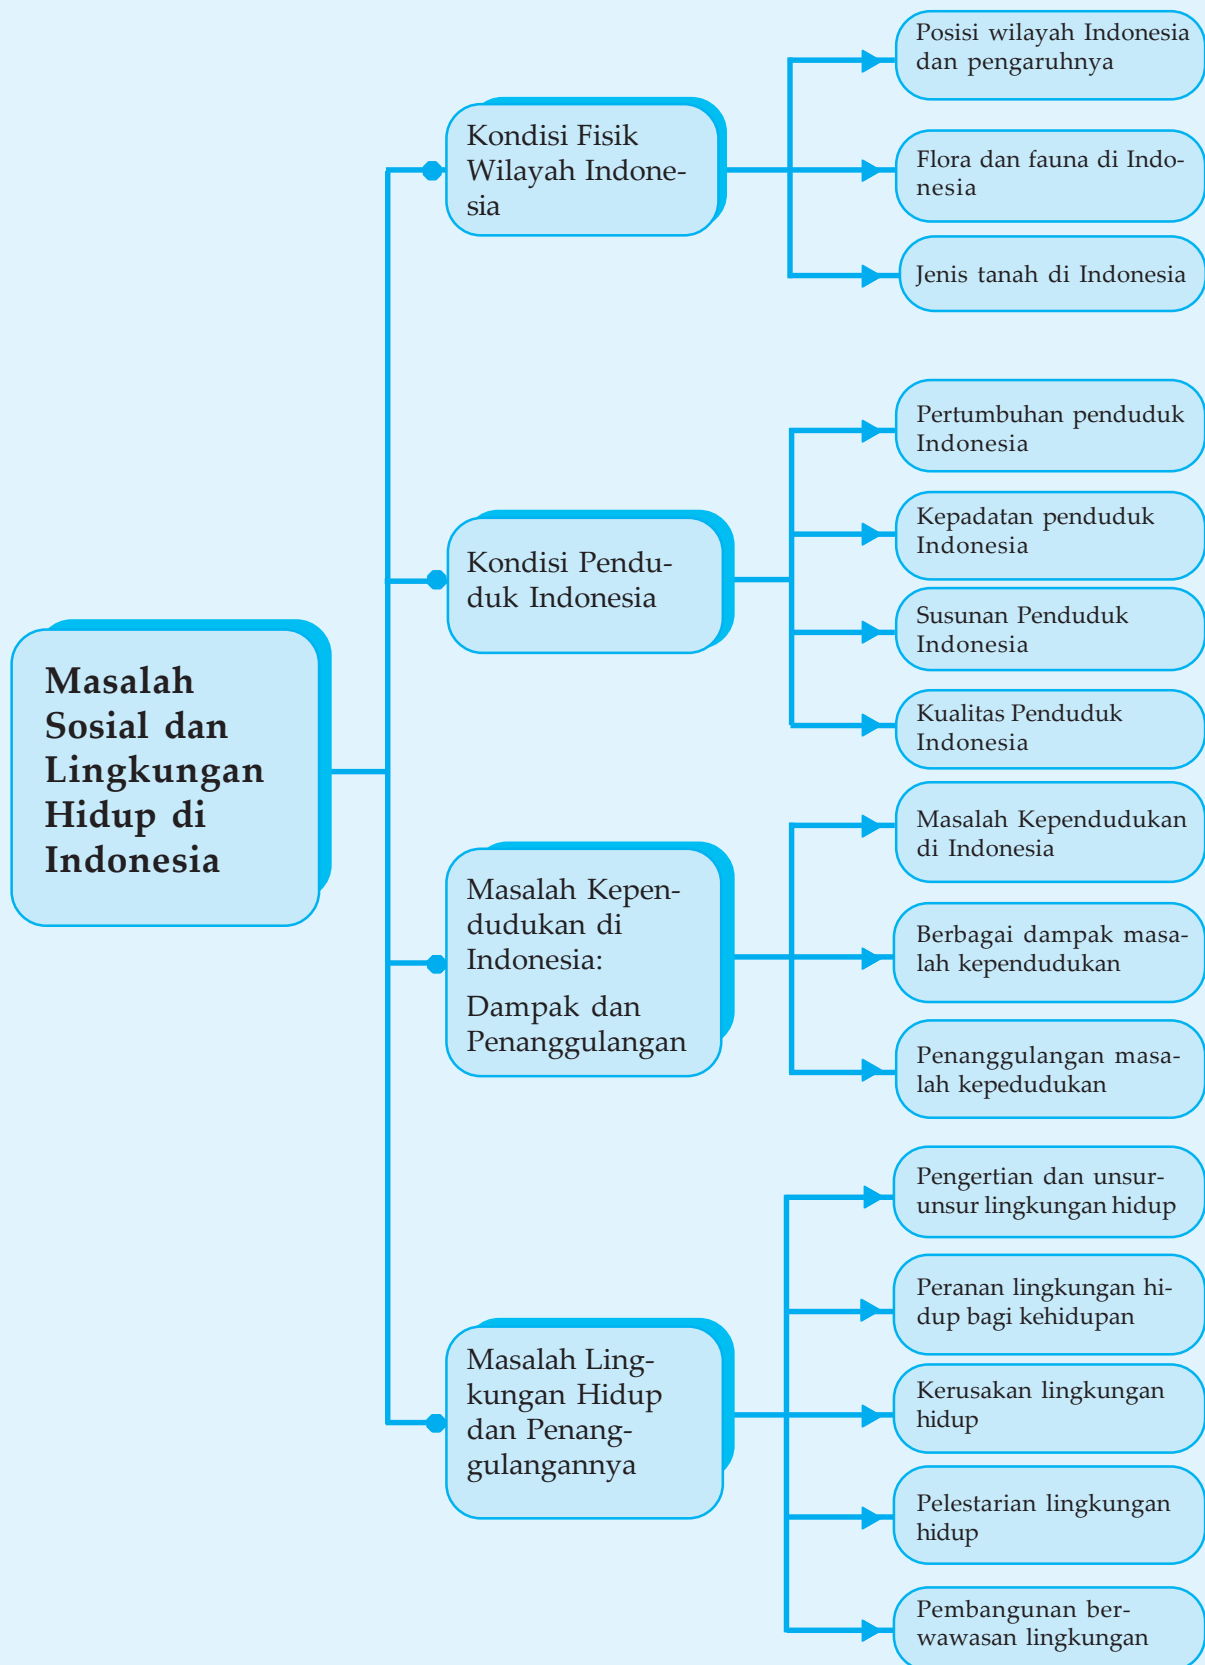 Masalah
Sosial dan
Lingkungan
Hidup di
Indonesia
Kondisi Fisik
Wilayah Indone-
sia
Posisi wilayah Indonesia
dan pengaruhnya
Flora dan fauna di Indo-
nesia
Jenis tanah di Indonesia
Kondisi Pendu-
duk Indonesia
Pertumbuhan penduduk
Indonesia
Kepadatan penduduk
Indonesia
Susunan Penduduk
Indonesia
Kualitas Penduduk
Indonesia
Masalah Kepen-
dudukan di
Indonesia:
Dampak dan
Penanggulangan
Masalah Kependudukan
di Indonesia
Berbagai dampak masa-
lah kependudukan
Penanggulangan masa-
lah kepedudukan
Masalah Ling-
kungan Hidup
dan Penang-
gulangannya
Pengertian dan unsur-
unsur lingkungan hidup
Peranan lingkungan hi-
dup bagi kehidupan
Kerusakan lingkungan
hidup
Pelestarian lingkungan
hidup
Pembangunan ber-
wawasan lingkungan